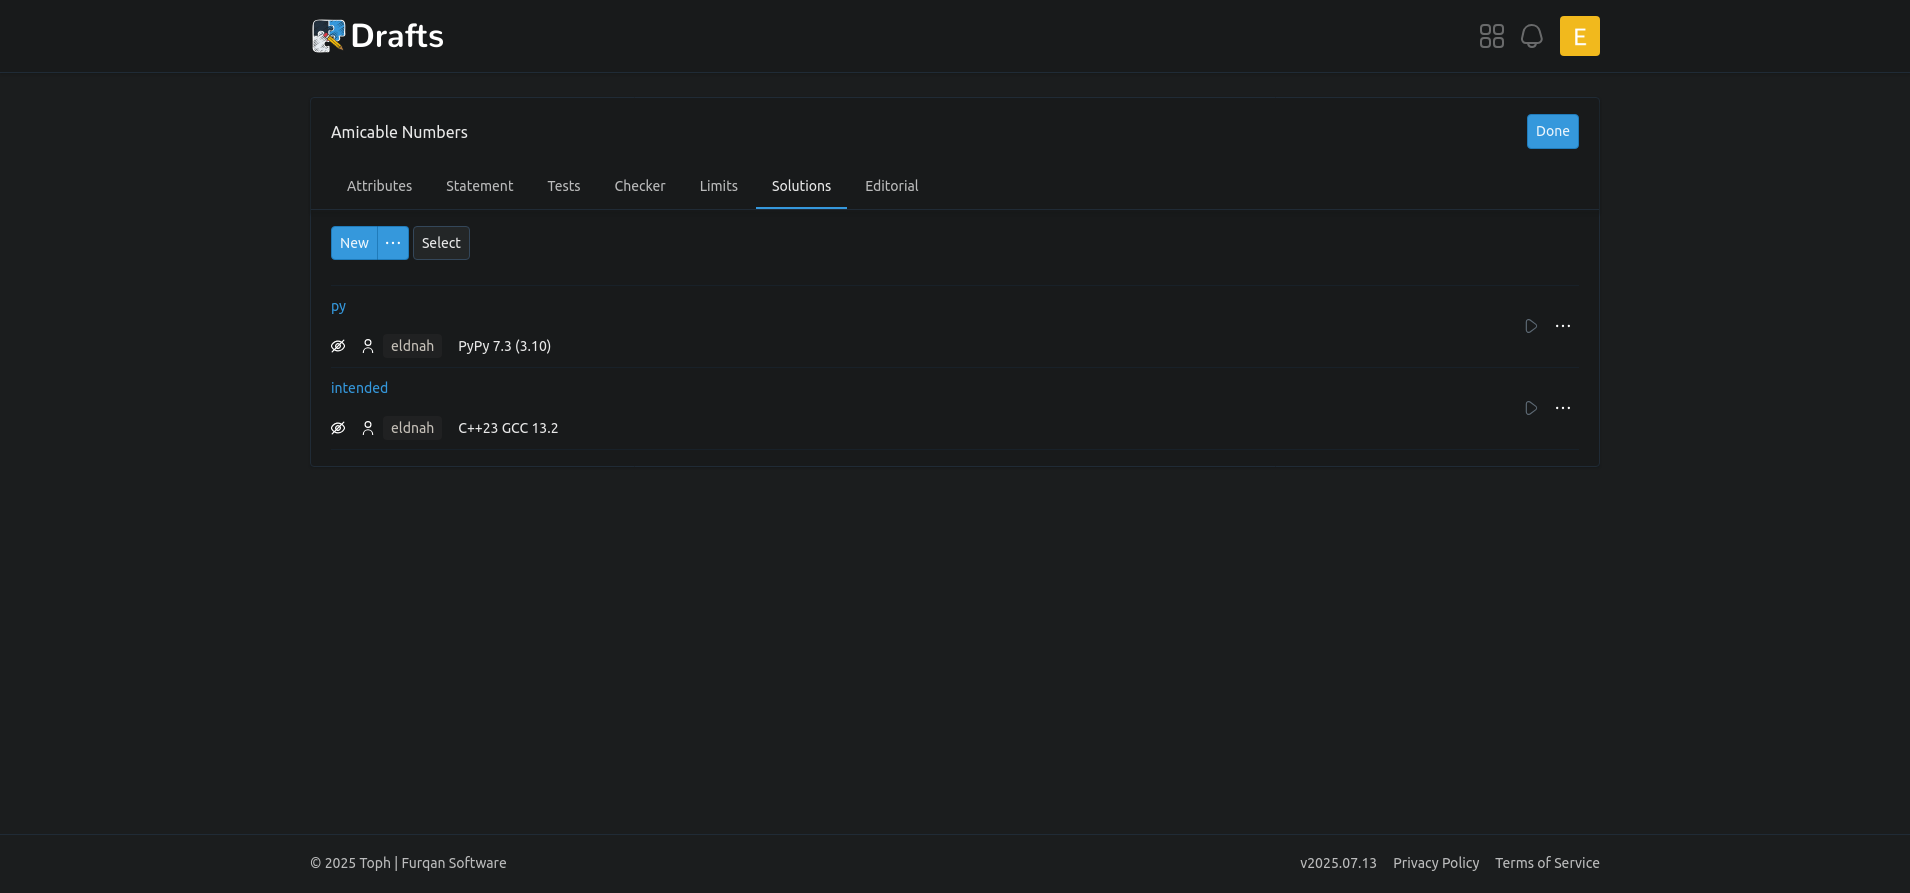 Drafts
E
Amicable Numbers
Done
Attributes Statement Tests Checker Limits Solutions Editorial
New ··· Select
py
eldnah PyPy 7.3 (3.10)
intended
eldnah C++23 GCC 13.2
© 2025 Toph | Furqan Software
v2025.07.13 Privacy Policy Terms of Service